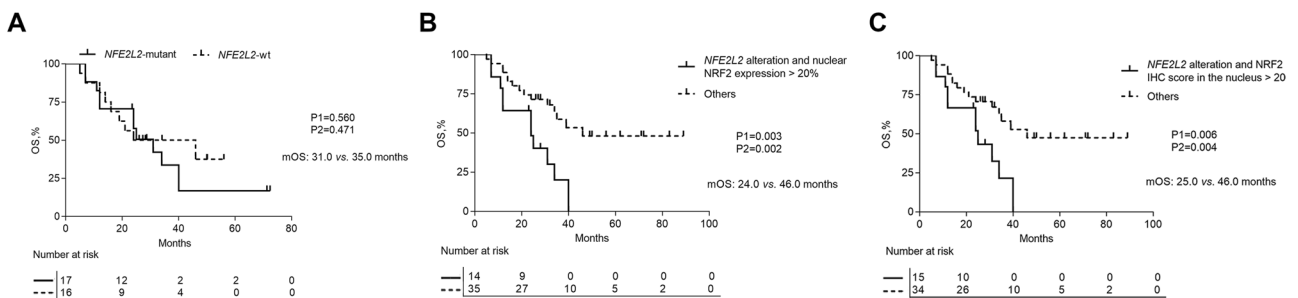 A
NFE2L2-mutant NFE2L2-wt
100
75
50
25
0
OS,%
0 20 40 60 80
Months
P1=0.560
P2=0.471
mOS: 31.0 vs. 35.0 months
Number at risk
17 12 2 2 0
16 9 4 0 0
B
100
75
50
25
0
OS,%
0 20 40 60 80 100
Months
NFE2L2 alteration and nuclear
NRF2 expression > 20%
Others
P1=0.003
P2=0.002
mOS: 24.0 vs. 46.0 months
Number at risk
14 9 0 0 0 0
35 27 10 5 2 0
C
100
75
50
25
0
OS,%
0 20 40 60 80 100
Months
NFE2L2 alteration and NRF2
IHC score in the nucleus > 20
Others
P1=0.006
P2=0.004
mOS: 25.0 vs. 46.0 months
Number at risk
15 10 0 0 0 0
34 26 10 5 2 0